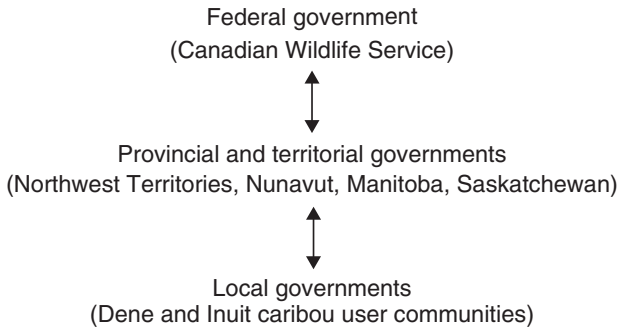 Federal government
(Canadian Wildlife Service)
Provincial and territorial governments
(Northwest Territories, Nunavut, Manitoba, Saskatchewan)
Local governments
(Dene and Inuit caribou user communities)